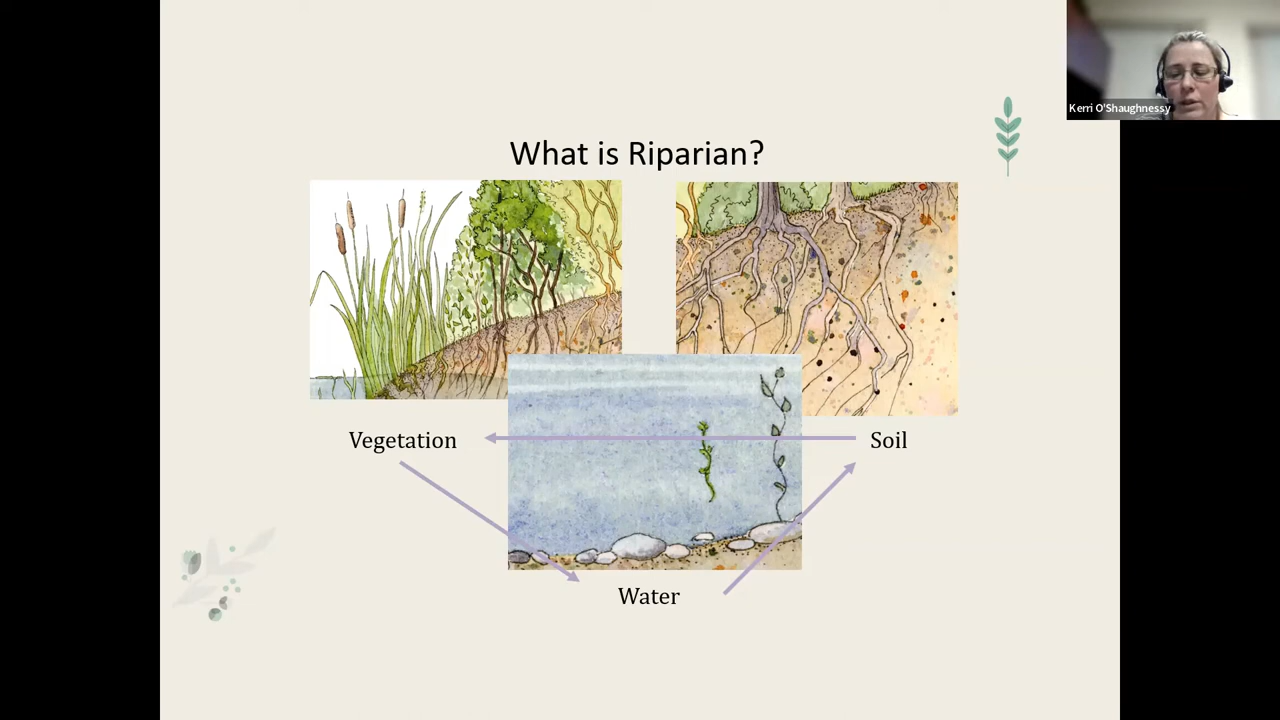 Kerri O'Shaughnessy
What is Riparian?
Vegetation
Soil
Water